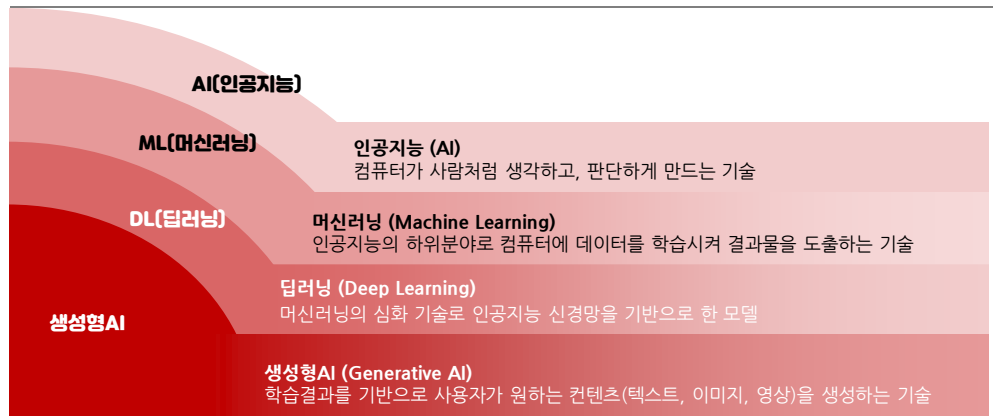 AI(인공지능)
ML(머신러닝)
인공지능 (AI)
컴퓨터가 사람처럼 생각하고, 판단하게 만드는 기술
DL(딥러닝)
머신러닝 (Machine Learning)
인공지능의 하위분야로 컴퓨터에 데이터를 학습시켜 결과물을 도출하는 기술
딥러닝 (Deep Learning)
머신러닝의 심화 기술로 인공지능 신경망을 기반으로 한 모델
생성형AI
생성형AI (Generative AI)
학습결과를 기반으로 사용자가 원하는 컨텐츠(텍스트, 이미지, 영상)을 생성하는 기술